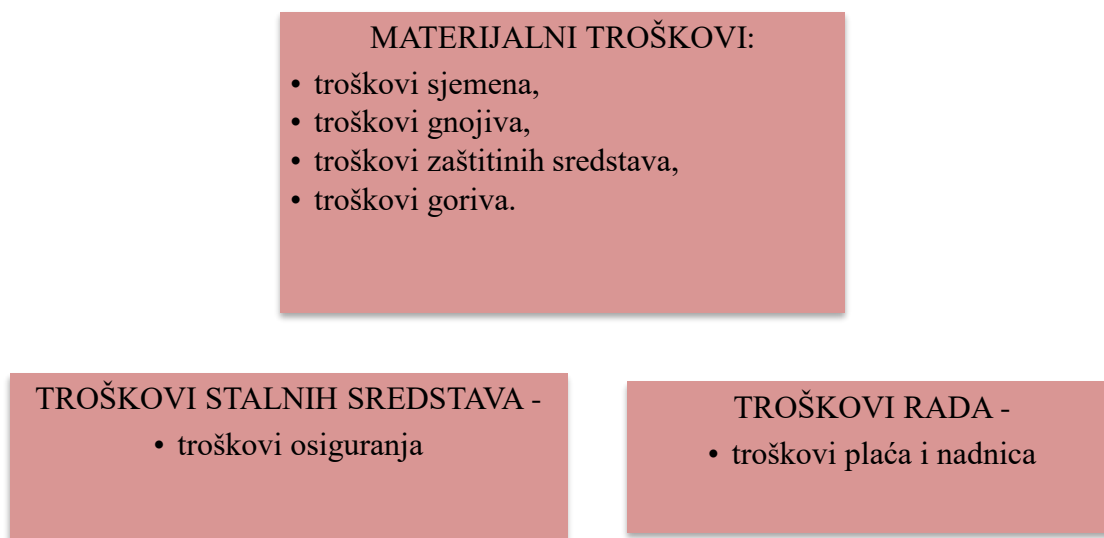 MATERIJALNI TROŠKOVI:
• troškovi sjemena,
• troškovi gnojiva,
• troškovi zaštitinih sredstava,
• troškovi goriva.
TROŠKOVI STALNIH SREDSTAVA -
• troškovi osiguranja
TROŠKOVI RADA -
• troškovi plaća i nadnica